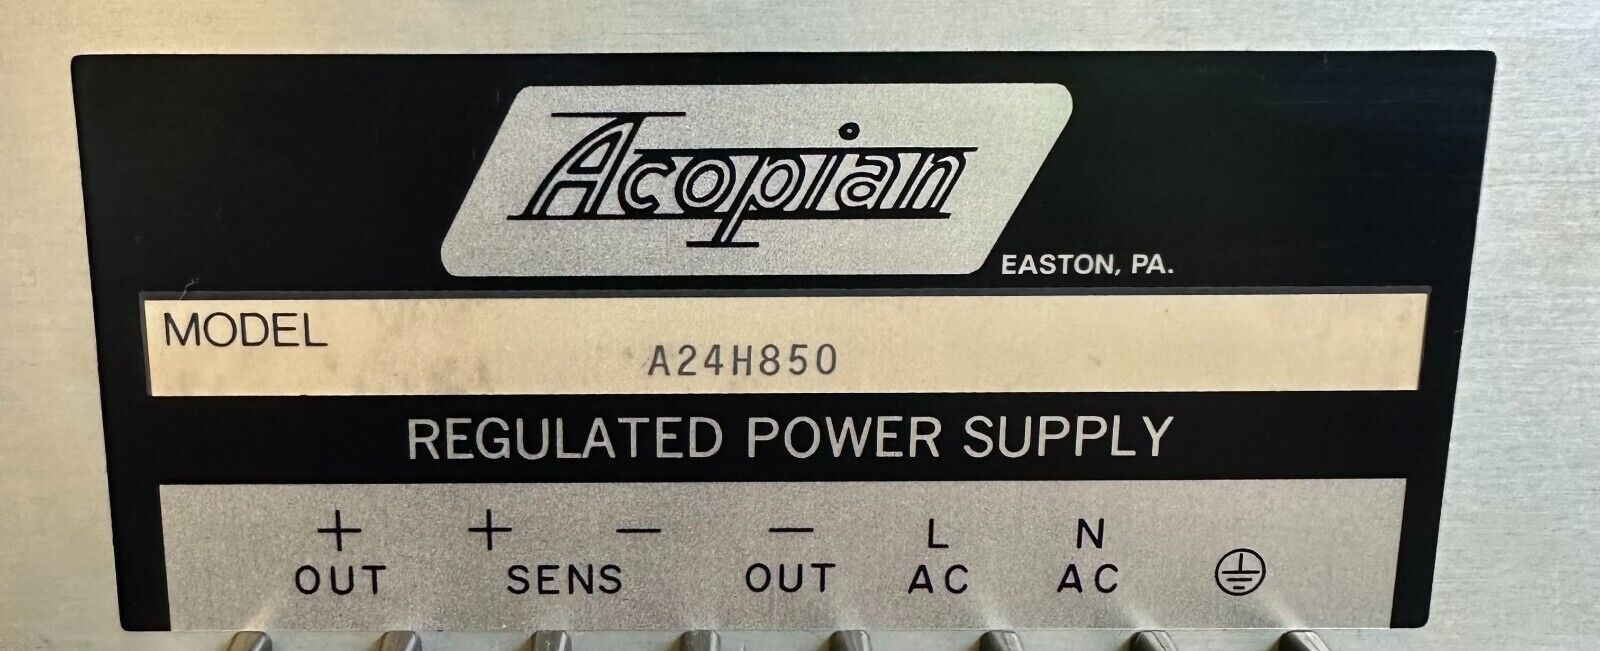 Acopian
EASTON, PA.
MODEL
A24H850
REGULATED POWER SUPPLY
+ + − − L N
OUT SENS OUT AC AC